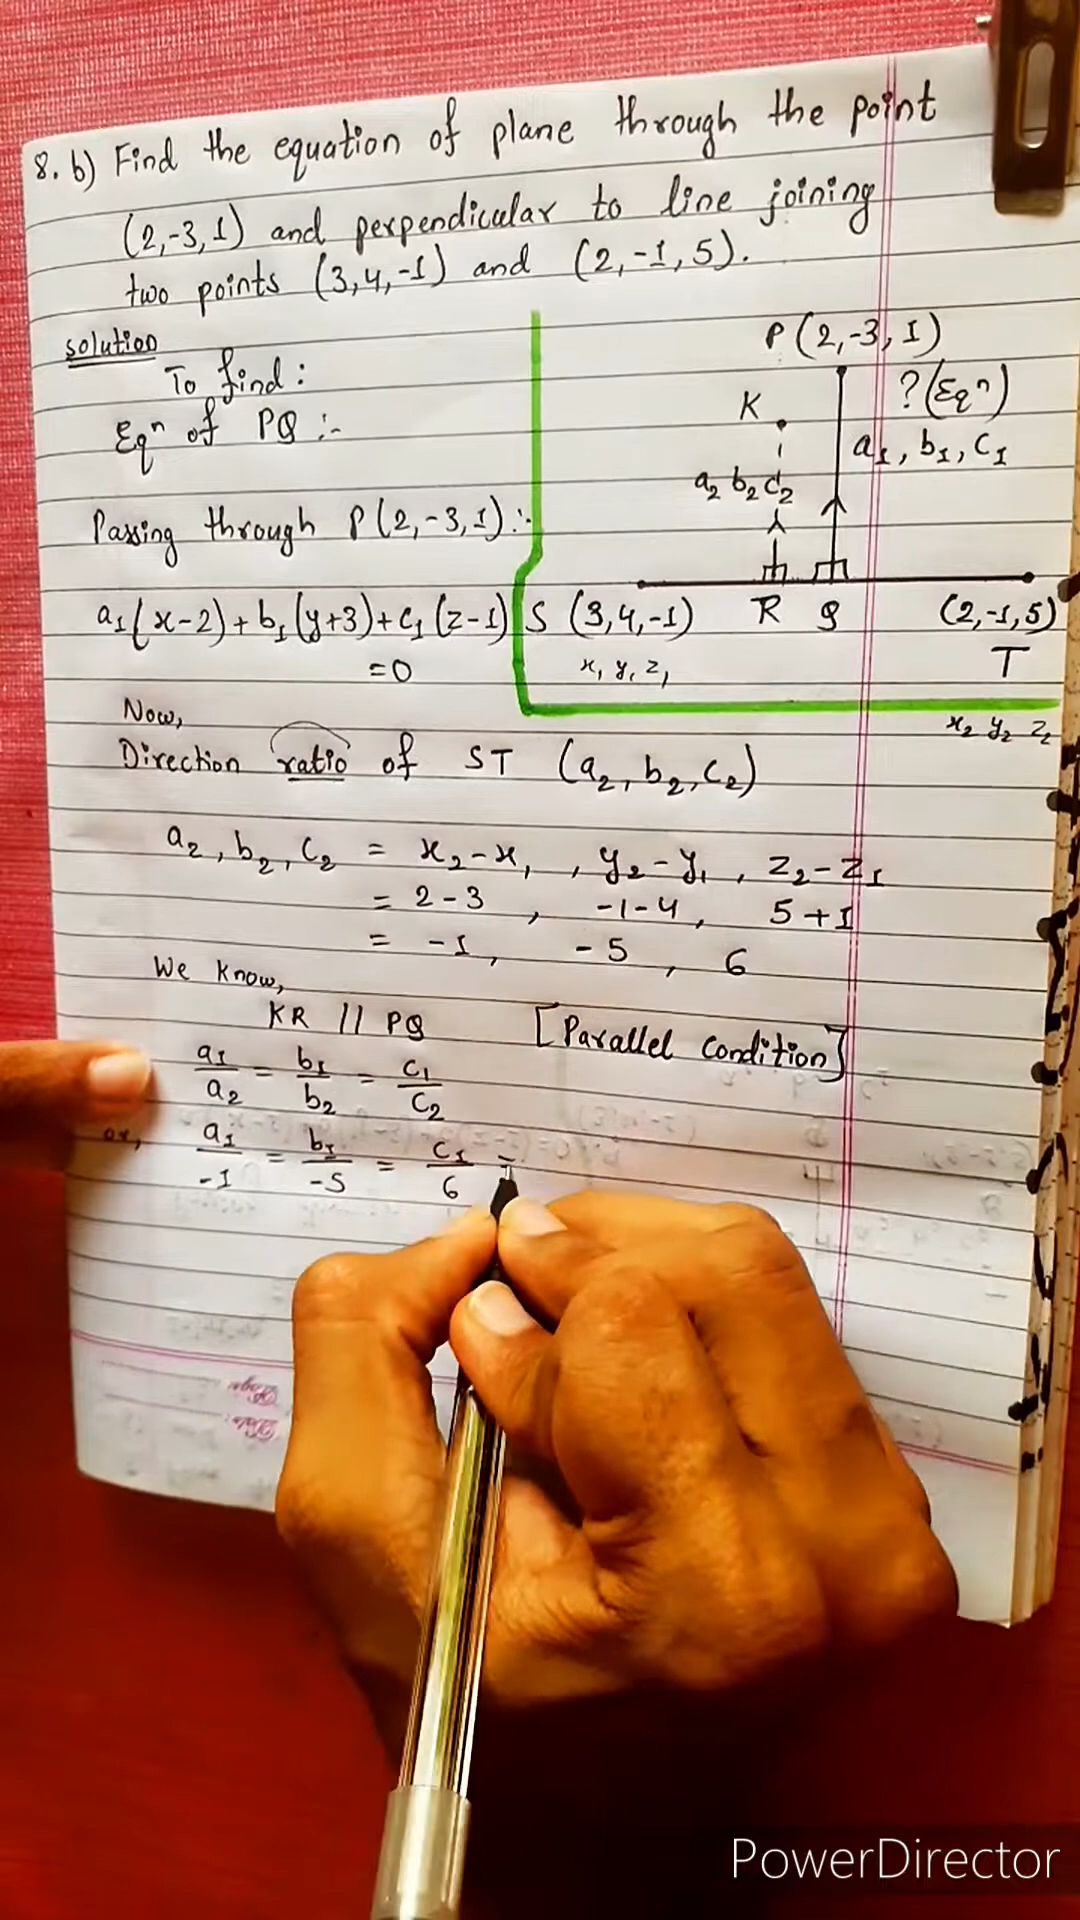 8. b) Find the equation of plane through the point
(2,-3,1) and perpendicular to line joining
two points (3,4,-1) and (2,-1,5).
solution
To find :
Eqⁿ of PQ :-
Passing through P(2,-3,1) :-
a₁(x-2)+b₁(y+3)+c₁(z-1)
=0
P(2,-3,1)
K
?(Eqⁿ)
a₁, b₁, c₁
a₂ b₂ c₂
S (3,4,-1) R Q (2,-1,5)
x₁ y₁ z₁ T
x₂ y₂ z₂
Now,
Direction ratio of ST (a₂, b₂, c₂)
a₂, b₂, c₂ = x₂-x₁, y₂-y₁, z₂-z₁
= 2-3, -1-4, 5+1
= -1, -5, 6
We know,
KR // PQ [Parallel condition]
a₁/a₂ = b₁/b₂ = c₁/c₂
or, a₁/-1 = b₁/-5 = c₁/6 =
PowerDirector